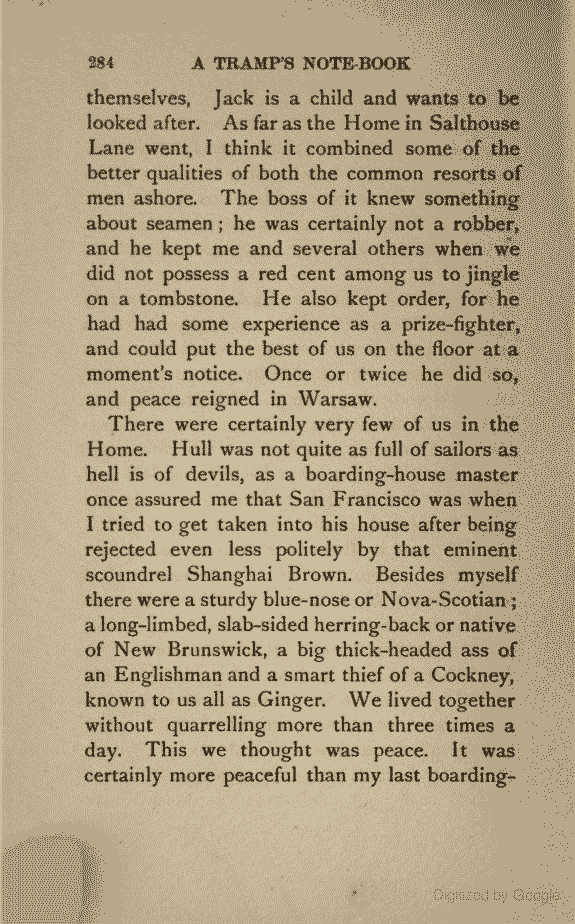 284 A TRAMP'S NOTE-BOOK
themselves, Jack is a child and wants to be
looked after. As far as the Home in Salthouse
Lane went, I think it combined some of the
better qualities of both the common resorts of
men ashore. The boss of it knew something
about seamen; he was certainly not a robber,
and he kept me and several others when we
did not possess a red cent among us to jingle
on a tombstone. He also kept order, for he
had had some experience as a prize-fighter,
and could put the best of us on the floor at a
moment's notice. Once or twice he did so,
and peace reigned in Warsaw.
There were certainly very few of us in the
Home. Hull was not quite as full of sailors as
hell is of devils, as a boarding-house master
once assured me that San Francisco was when
I tried to get taken into his house after being
rejected even less politely by that eminent
scoundrel Shanghai Brown. Besides myself
there were a sturdy blue-nose or Nova-Scotian;
a long-limbed, slab-sided herring-back or native
of New Brunswick, a big thick-headed ass of
an Englishman and a smart thief of a Cockney,
known to us all as Ginger. We lived together
without quarrelling more than three times a
day. This we thought was peace. It was
certainly more peaceful than my last boarding-
Digitized by Google